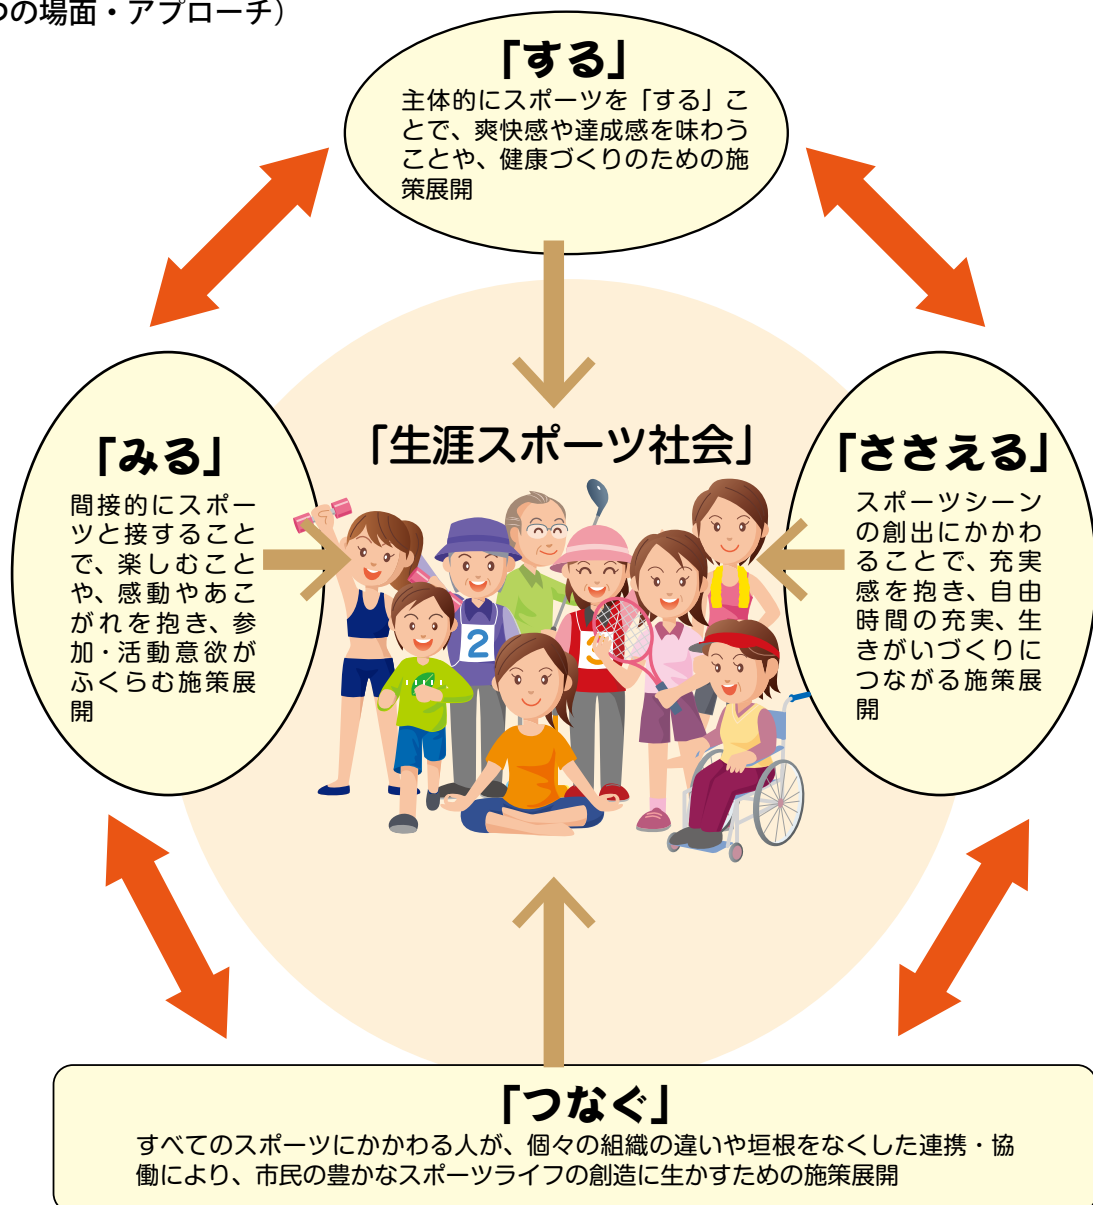 つの場面・アプローチ）
「する」
主体的にスポーツを「する」こ
とで、爽快感や達成感を味わう
ことや、健康づくりのための施
策展開
「生涯スポーツ社会」
「みる」
間接的にスポー
ツと接すること
で、楽しむこと
や、感動やあこ
がれを抱き、参
加・活動意欲が
ふくらむ施策展
開
「ささえる」
スポーツシーン
の創出にかかわ
ることで、充実
感を抱き、自由
時間の充実、生
きがいづくりに
つながる施策展
開
2
3
「つなぐ」
すべてのスポーツにかかわる人が、個々の組織の違いや垣根をなくした連携・協
働により、市民の豊かなスポーツライフの創造に生かすための施策展開